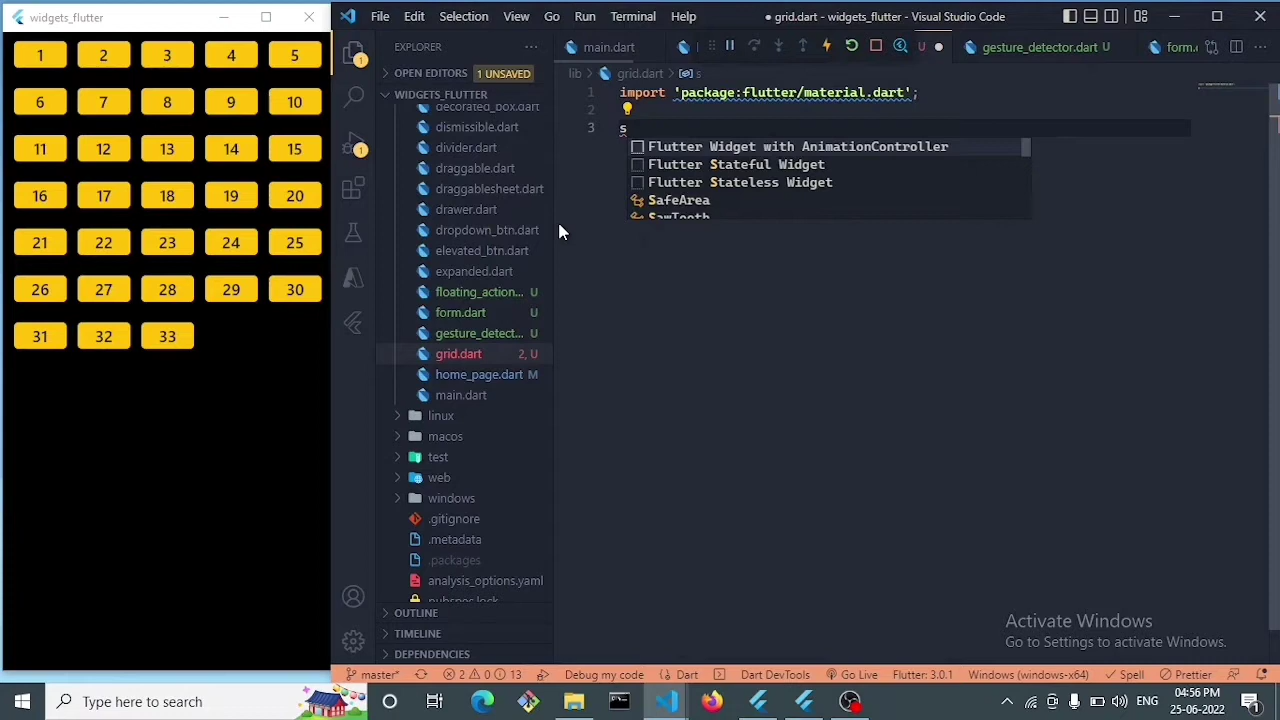 widgets_flutter
1 2 3 4 5
6 7 8 9 10
11 12 13 14 15
16 17 18 19 20
21 22 23 24 25
26 27 28 29 30
31 32 33
File Edit Selection View Go Run Terminal Help
● grid.dart - widgets_flutter - Visual Studio Code
EXPLORER
OPEN EDITORS 1 UNSAVED
WIDGETS_FLUTTER
decorated_box.dart
dismissible.dart
divider.dart
draggable.dart
draggablesheet.dart
drawer.dart
dropdown_btn.dart
elevated_btn.dart
expanded.dart
floating_action... U
form.dart U
gesture_detect... U
grid.dart 2, U
home_page.dart M
main.dart
linux
macos
test
web
windows
.gitignore
.metadata
.packages
analysis_options.yaml
pubspec.lock
OUTLINE
TIMELINE
DEPENDENCIES
1
1
main.dart
U ●
gesture_detector.dart U
form.
lib > grid.dart > s
1 import 'package:flutter/material.dart';
2
3 s
Flutter Widget with AnimationController
Flutter Stateful Widget
Flutter Stateless Widget
SafeArea
SawTooth
Activate Windows
Go to Settings to activate Windows.
master* 2 0 13 Debug my code Dart Dart DevTools Go Live Flutter: 3.0.1 Windows (windows-x64) Spell Prettier
Type here to search
ENG
04:56 PM
25-06-2022
1